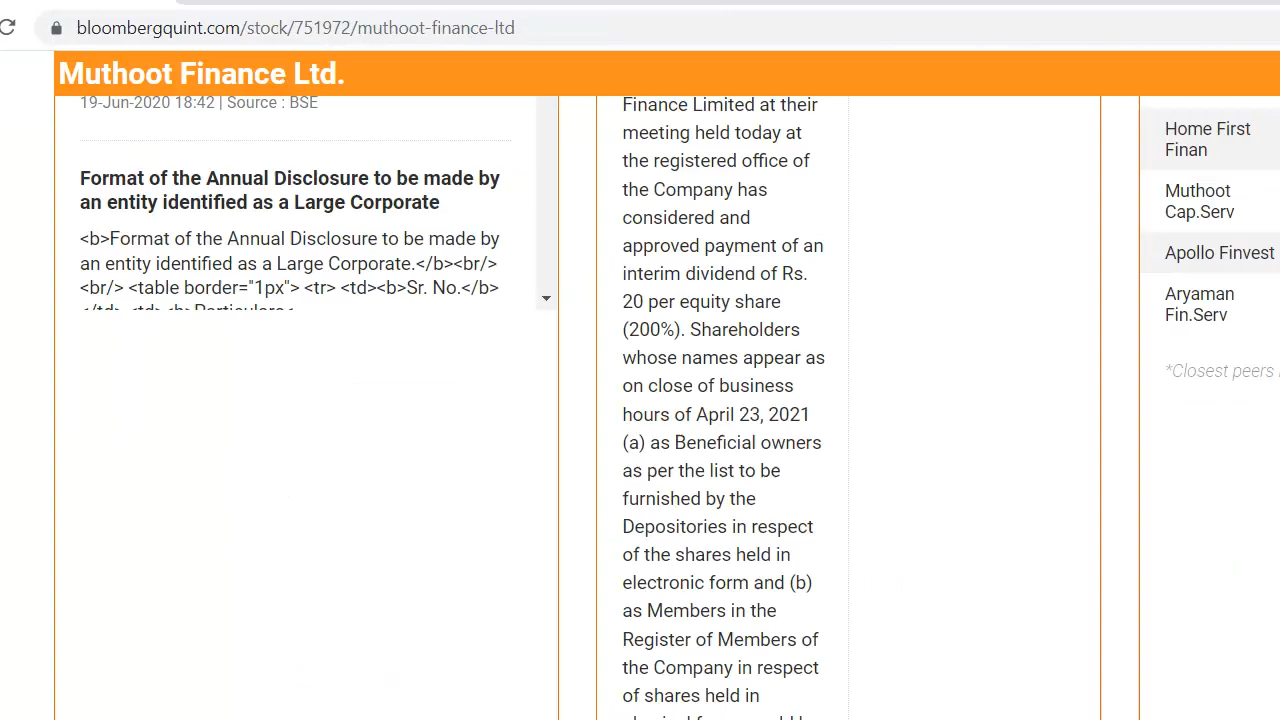 bloombergquint.com/stock/751972/muthoot-finance-ltd
Muthoot Finance Ltd.
19-Jun-2020 18:42 | Source : BSE
Format of the Annual Disclosure to be made by
an entity identified as a Large Corporate
<b>Format of the Annual Disclosure to be made by
an entity identified as a Large Corporate.</b><br/>
<br/> <table border="1px"> <tr> <td><b>Sr. No.</b>
</td> <td> <b>Particulars<
Finance Limited at their
meeting held today at
the registered office of
the Company has
considered and
approved payment of an
interim dividend of Rs.
20 per equity share
(200%). Shareholders
whose names appear as
on close of business
hours of April 23, 2021
(a) as Beneficial owners
as per the list to be
furnished by the
Depositories in respect
of the shares held in
electronic form and (b)
as Members in the
Register of Members of
the Company in respect
of shares held in
Home First
Finan
Muthoot
Cap.Serv
Apollo Finvest
Aryaman
Fin.Serv
*Closest peers